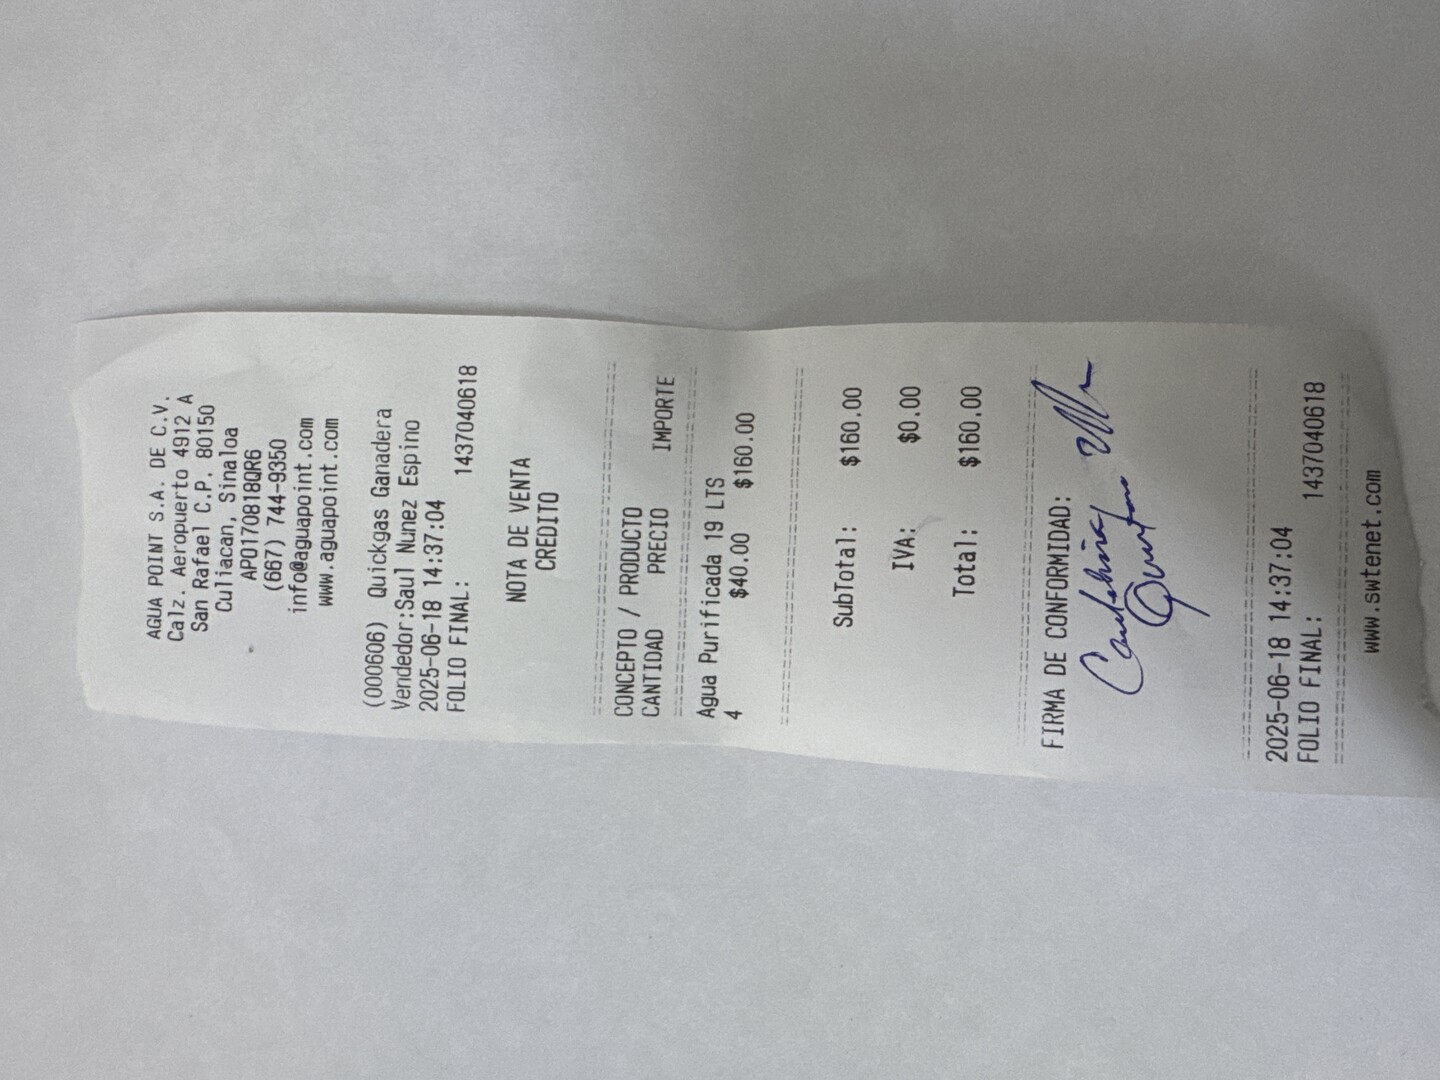 AGUA POINT S.A. DE C.V.
Calz. Aeropuerto 4912 A
San Rafael C.P. 80150
Culiacan, Sinaloa
APO170818QR6
(667) 744-9350
info@aguapoint.com
www.aguapoint.com
(000606) Quickgas Ganadera
Vendedor:Saul Nunez Espino
2025-06-18 14:37:04
FOLIO FINAL: 1437040618
NOTA DE VENTA
CREDITO
CONCEPTO / PRODUCTO
CANTIDAD PRECIO IMPORTE
Agua Purificada 19 LTS
4 $40.00 $160.00
SubTotal: $160.00
IVA: $0.00
Total: $160.00
FIRMA DE CONFORMIDAD:
2025-06-18 14:37:04
FOLIO FINAL: 1437040618
www.swtenet.com